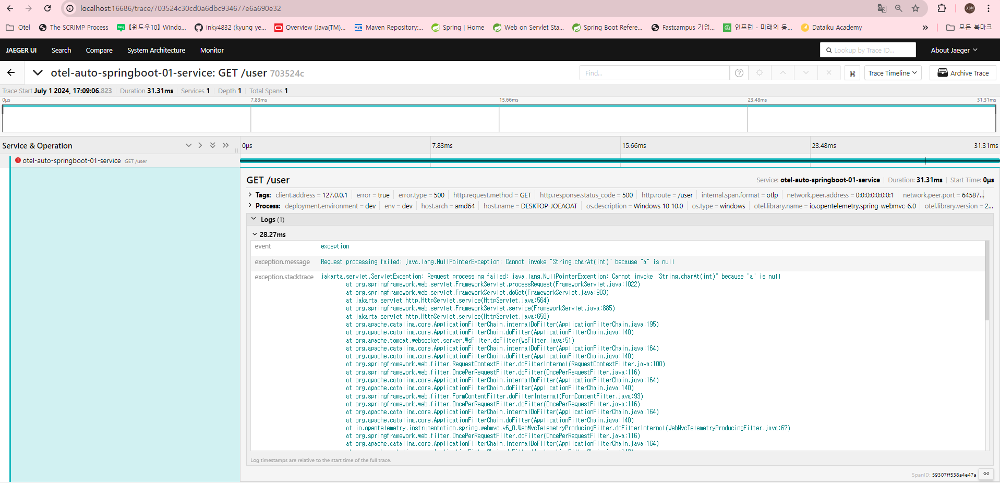 localhost:16686/trace/703524c30cd0a6dbc934677e6a690e32
지현
Otel The SCRIMP Process blog [윈도우10] Windo... inky4832 (kyung ye... Overview (Java(TM)... MVN Maven Repository:... Spring | Home Web on Servlet Sta... Spring Boot Refere... Fastcampus 기업... 인프런 - 미래의 동... Dataiku Academy » 모든 북마크
JAEGER UI Search Compare System Architecture Monitor Lookup by Trace ID... About Jaeger
otel-auto-springboot-01-service: GET /user 703524c Find... Trace Timeline Archive Trace
Trace Start July 1 2024, 17:09:06.823 Duration 31.31ms Services 1 Depth 1 Total Spans 1
0μs 7.83ms 15.66ms 23.48ms 31.31ms
Service & Operation 0μs 7.83ms 15.66ms 23.48ms 31.31ms
otel-auto-springboot-01-service GET /user
GET /user Service: otel-auto-springboot-01-service Duration: 31.31ms Start Time: 0μs
Tags: client.address = 127.0.0.1 error = true error.type = 500 http.request.method = GET http.response.status_code = 500 http.route = /user internal.span.format = otlp network.peer.address = 0:0:0:0:0:0:0:1 network.peer.port = 64587...
Process: deployment.environment = dev env = dev host.arch = amd64 host.name = DESKTOP-JOEAOAT os.description = Windows 10 10.0 os.type = windows otel.library.name = io.opentelemetry.spring-webmvc-6.0 otel.library.version = 2...
Logs (1)
28.27ms
event exception
exception.message Request processing failed: java.lang.NullPointerException: Cannot invoke "String.charAt(int)" because "a" is null
exception.stacktrace jakarta.servlet.ServletException: Request processing failed: java.lang.NullPointerException: Cannot invoke "String.charAt(int)" because "a" is null
at org.springframework.web.servlet.FrameworkServlet.processRequest(FrameworkServlet.java:1022)
at org.springframework.web.servlet.FrameworkServlet.doGet(FrameworkServlet.java:903)
at jakarta.servlet.http.HttpServlet.service(HttpServlet.java:564)
at org.springframework.web.servlet.FrameworkServlet.service(FrameworkServlet.java:885)
at jakarta.servlet.http.HttpServlet.service(HttpServlet.java:658)
at org.apache.catalina.core.ApplicationFilterChain.internalDoFilter(ApplicationFilterChain.java:195)
at org.apache.catalina.core.ApplicationFilterChain.doFilter(ApplicationFilterChain.java:140)
at org.apache.tomcat.websocket.server.WsFilter.doFilter(WsFilter.java:51)
at org.apache.catalina.core.ApplicationFilterChain.internalDoFilter(ApplicationFilterChain.java:164)
at org.apache.catalina.core.ApplicationFilterChain.doFilter(ApplicationFilterChain.java:140)
at org.springframework.web.filter.RequestContextFilter.doFilterInternal(RequestContextFilter.java:100)
at org.springframework.web.filter.OncePerRequestFilter.doFilter(OncePerRequestFilter.java:116)
at org.apache.catalina.core.ApplicationFilterChain.internalDoFilter(ApplicationFilterChain.java:164)
at org.apache.catalina.core.ApplicationFilterChain.doFilter(ApplicationFilterChain.java:140)
at org.springframework.web.filter.FormContentFilter.doFilterInternal(FormContentFilter.java:93)
at org.springframework.web.filter.OncePerRequestFilter.doFilter(OncePerRequestFilter.java:116)
at org.apache.catalina.core.ApplicationFilterChain.internalDoFilter(ApplicationFilterChain.java:164)
at org.apache.catalina.core.ApplicationFilterChain.doFilter(ApplicationFilterChain.java:140)
at io.opentelemetry.instrumentation.spring.webmvc.v6_0.WebMvcTelemetryProducingFilter.doFilterInternal(WebMvcTelemetryProducingFilter.java:67)
at org.springframework.web.filter.OncePerRequestFilter.doFilter(OncePerRequestFilter.java:116)
at org.apache.catalina.core.ApplicationFilterChain.internalDoFilter(ApplicationFilterChain.java:164)
Log timestamps are relative to the start time of the full trace.
SpanID: 59307ff538a4e47a